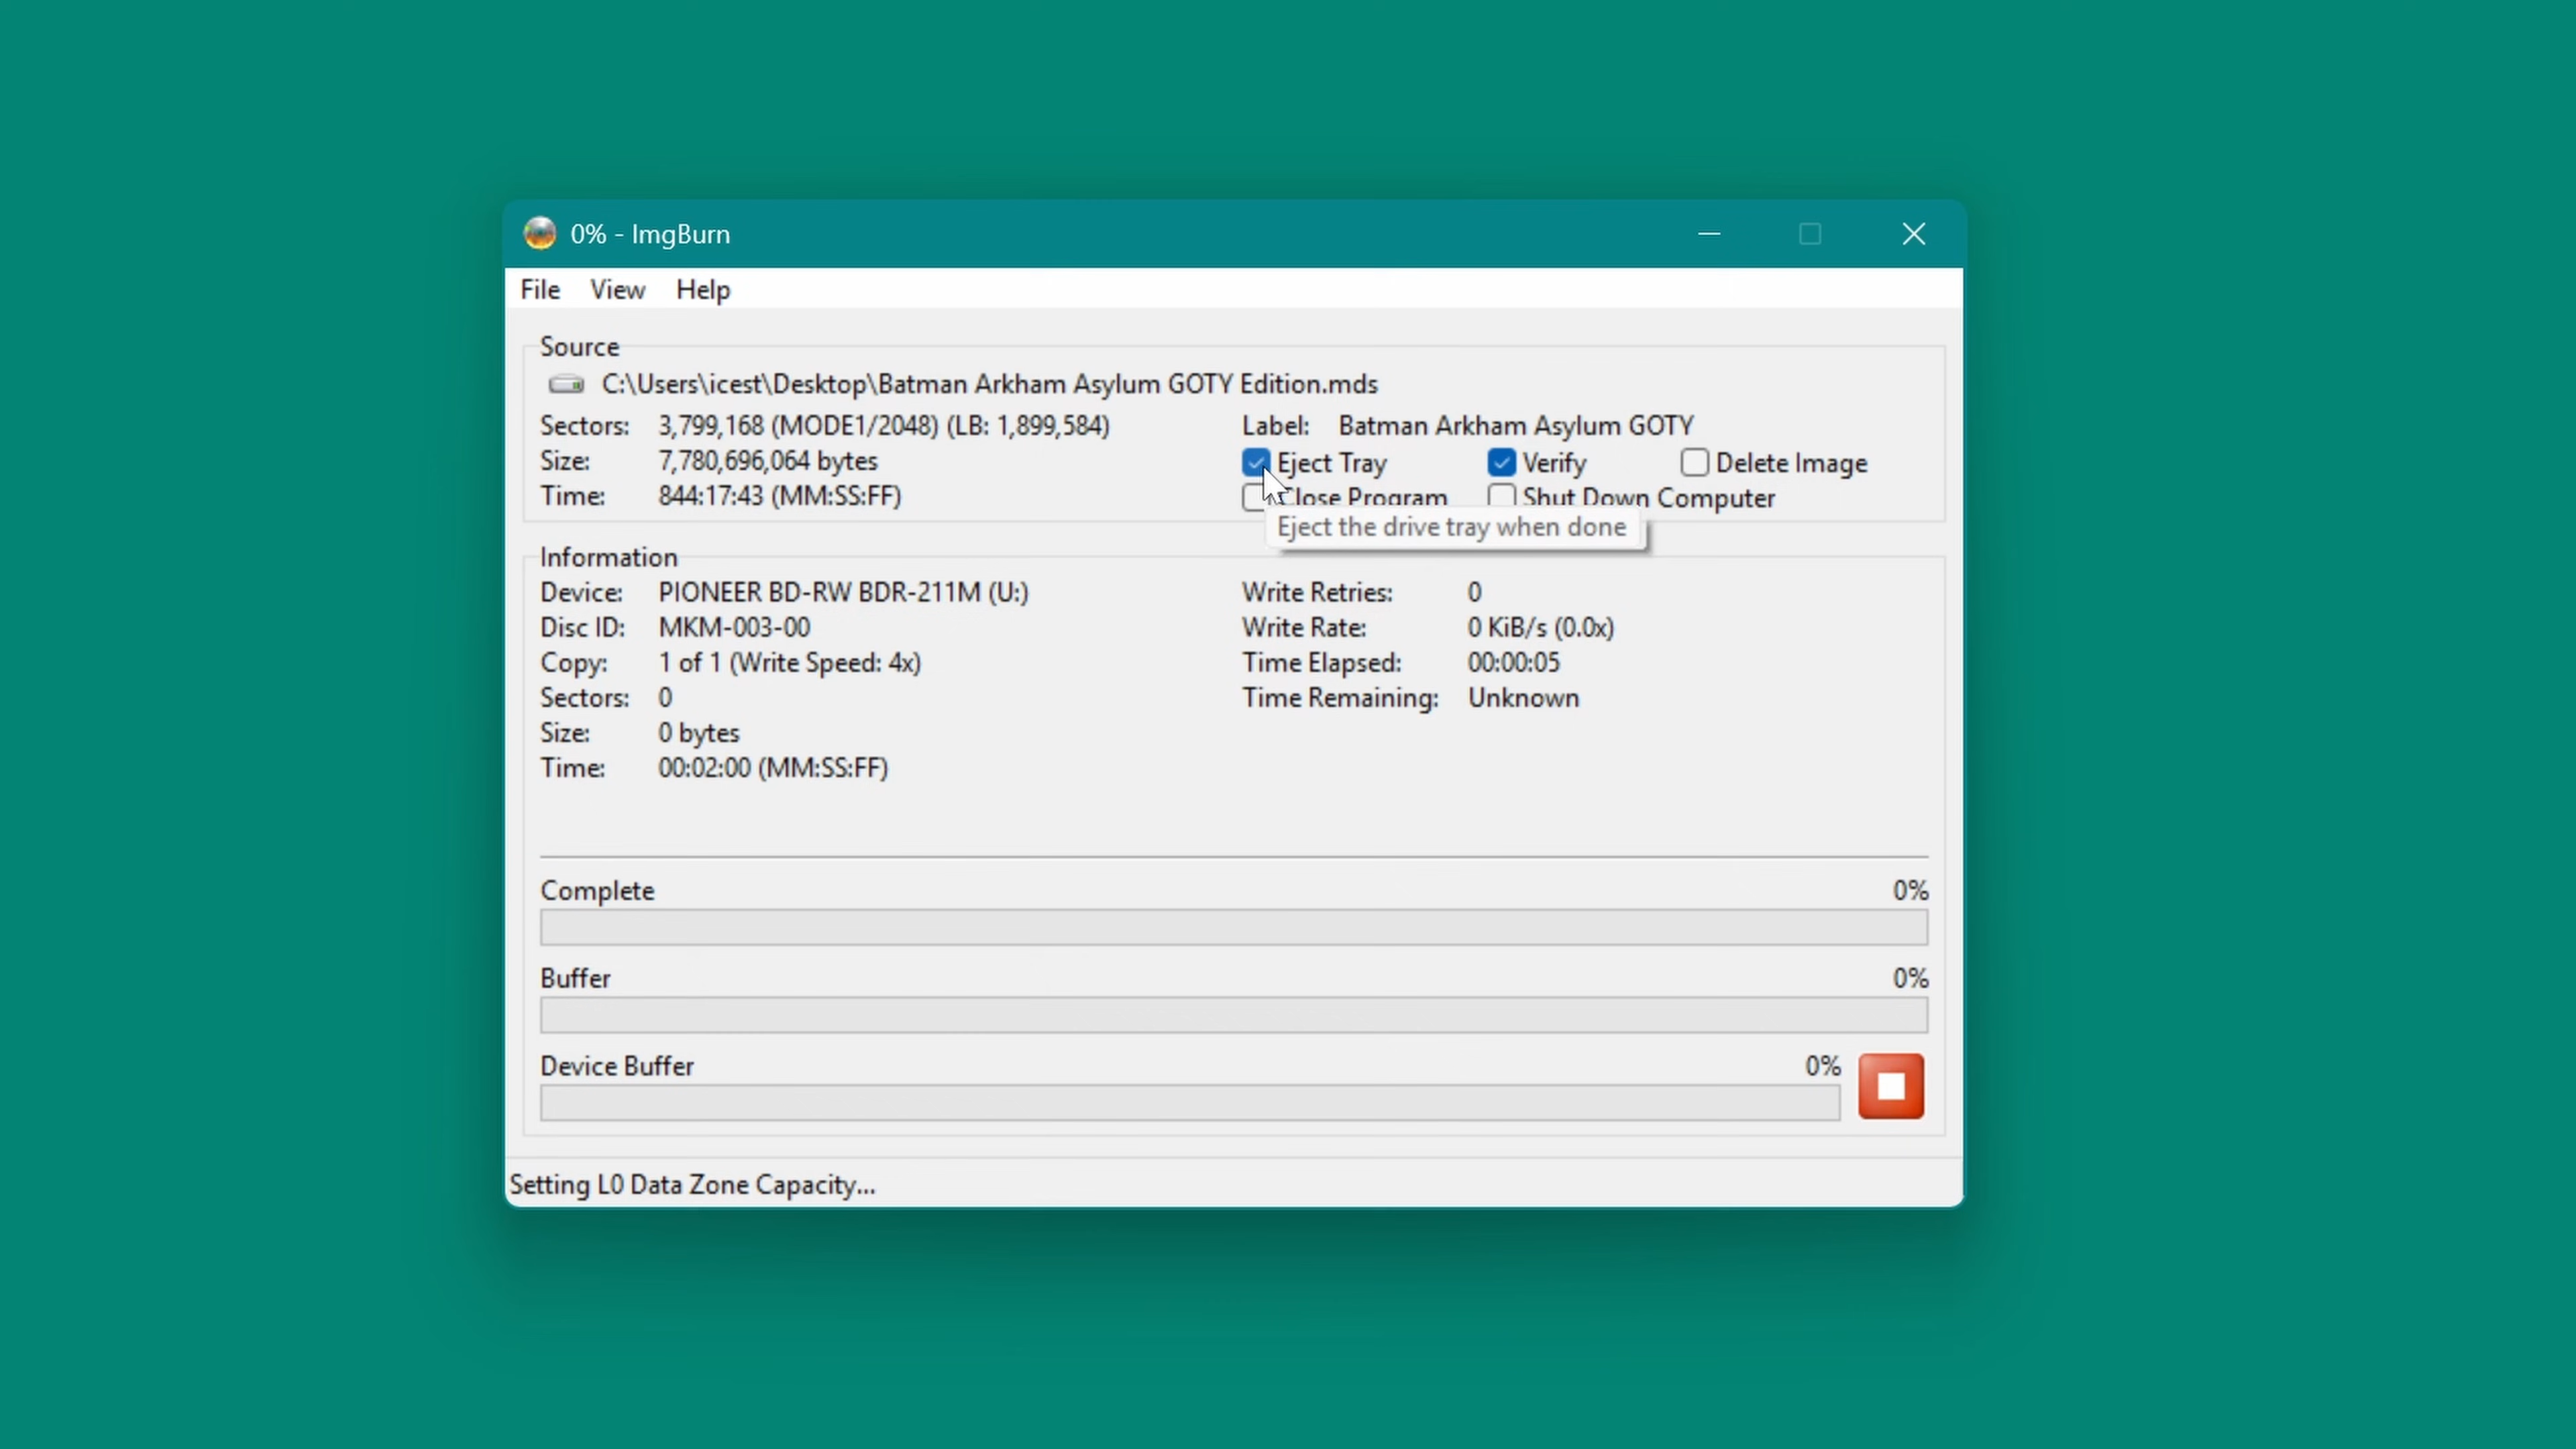 0% - ImgBurn
File View Help
Source
C:\Users\icest\Desktop\Batman Arkham Asylum GOTY Edition.mds
Sectors: 3,799,168 (MODE1/2048) (LB: 1,899,584) Label: Batman Arkham Asylum GOTY
Size: 7,780,696,064 bytes Eject Tray Verify Delete Image
Time: 844:17:43 (MM:SS:FF) Close Program Shut Down Computer
Eject the drive tray when done
Information
Device: PIONEER BD-RW BDR-211M (U:) Write Retries: 0
Disc ID: MKM-003-00 Write Rate: 0 KiB/s (0.0x)
Copy: 1 of 1 (Write Speed: 4x) Time Elapsed: 00:00:05
Sectors: 0 Time Remaining: Unknown
Size: 0 bytes
Time: 00:02:00 (MM:SS:FF)
Complete 0%
Buffer 0%
Device Buffer 0%
Setting L0 Data Zone Capacity...